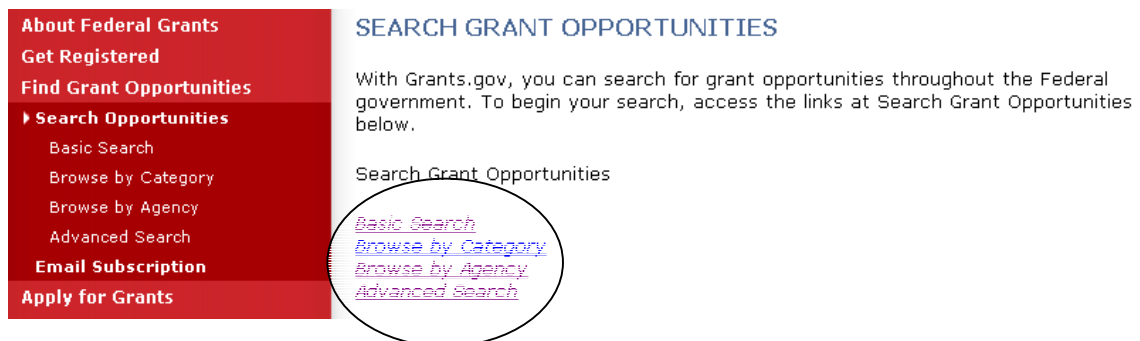 About Federal Grants
Get Registered
Find Grant Opportunities
Search Opportunities
Basic Search
Browse by Category
Browse by Agency
Advanced Search
Email Subscription
Apply for Grants
SEARCH GRANT OPPORTUNITIES
With Grants.gov, you can search for grant opportunities throughout the Federal
government. To begin your search, access the links at Search Grant Opportunities
below.
Search Grant Opportunities
Basic Search
Browse by Category
Browse by Agency
Advanced Search